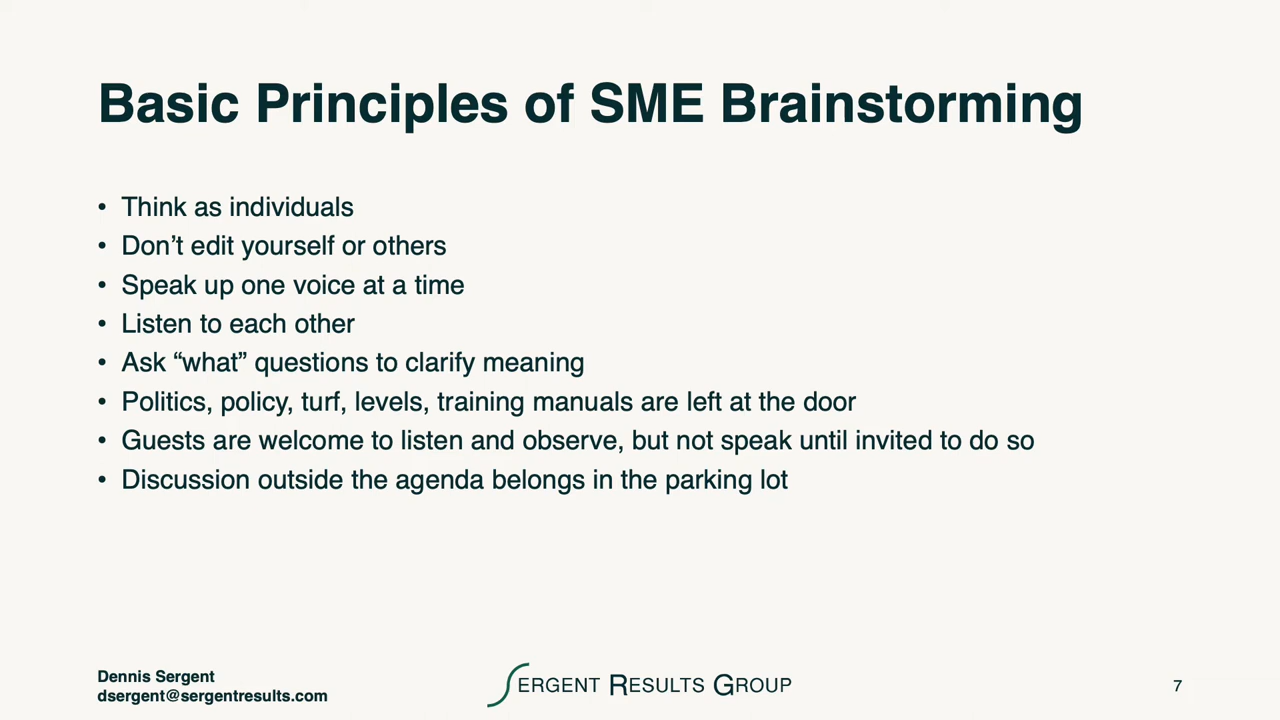 Basic Principles of SME Brainstorming
• Think as individuals
• Don’t edit yourself or others
• Speak up one voice at a time
• Listen to each other
• Ask “what” questions to clarify meaning
• Politics, policy, turf, levels, training manuals are left at the door
• Guests are welcome to listen and observe, but not speak until invited to do so
• Discussion outside the agenda belongs in the parking lot
Dennis Sergent
dsergent@sergentresults.com
SERGENT RESULTS GROUP
7